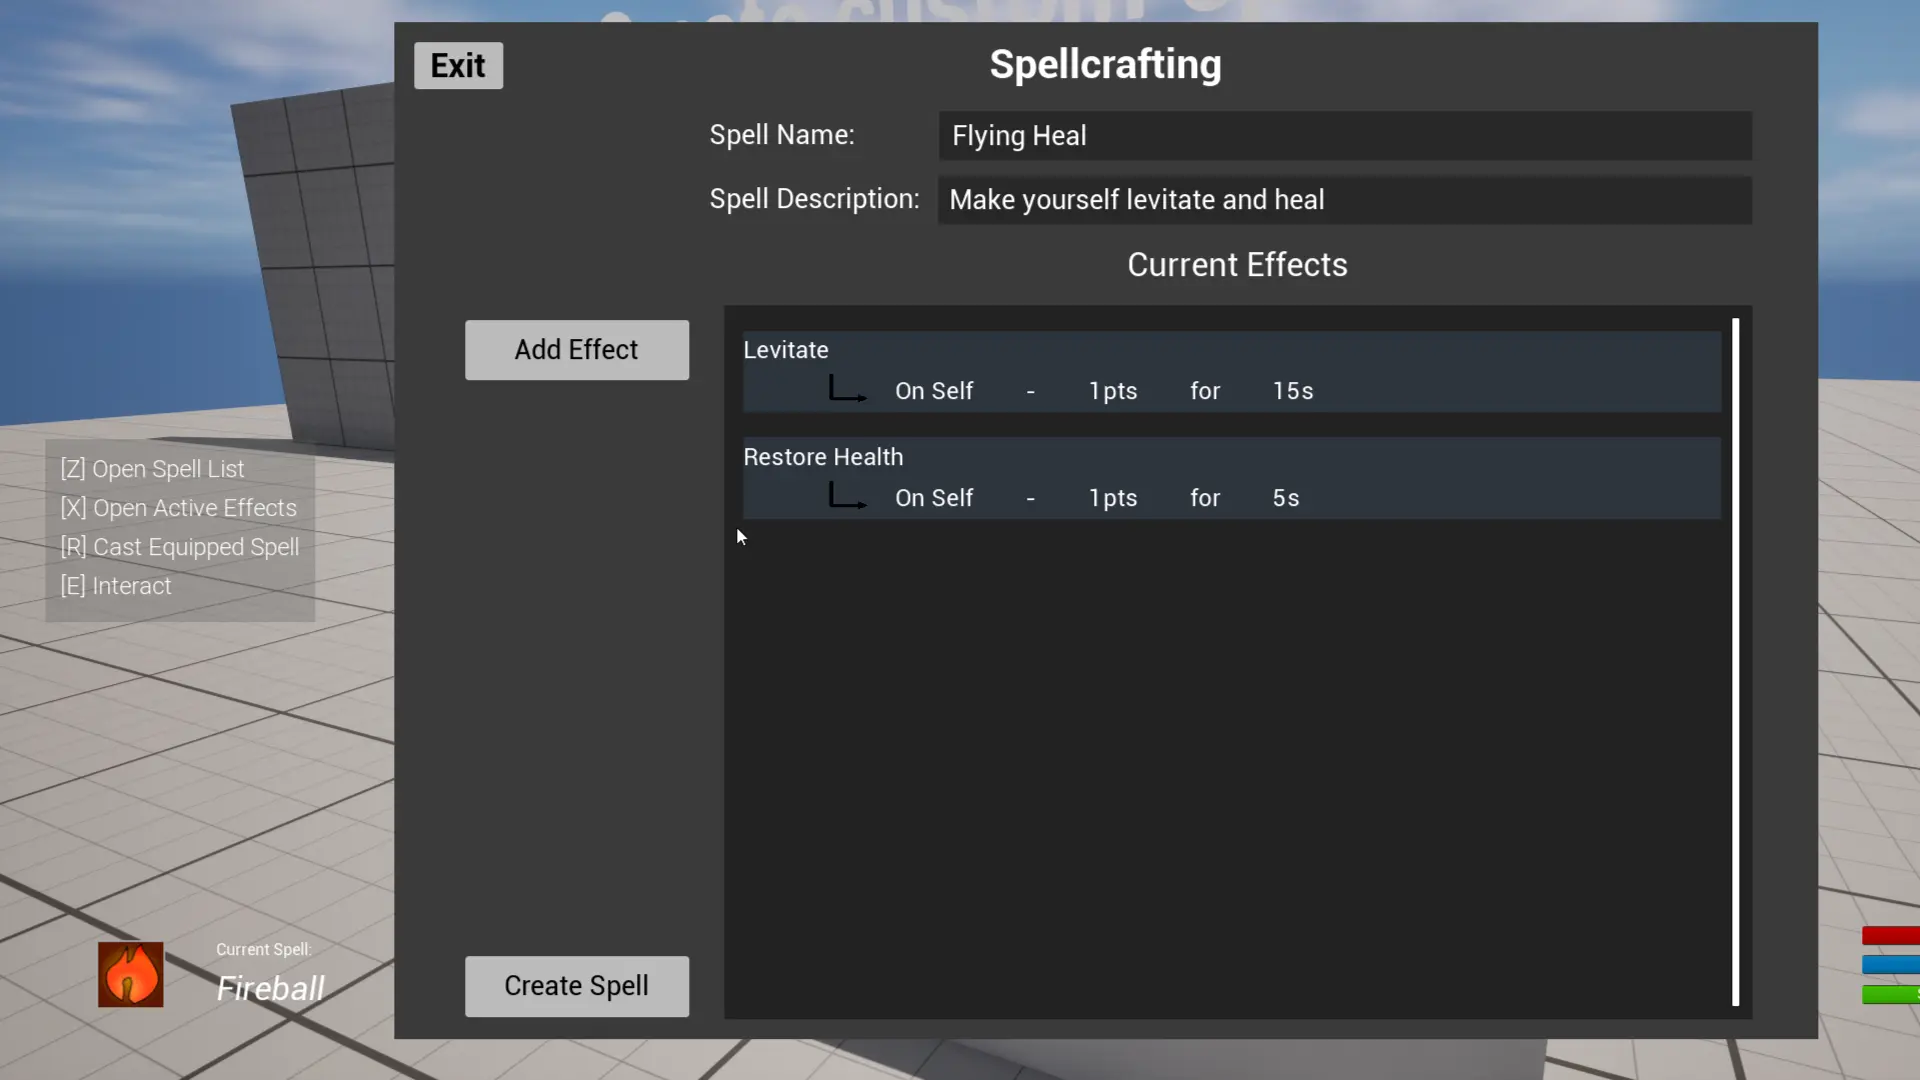 Exit
Spellcrafting
Spell Name:
Flying Heal
Spell Description:
Make yourself levitate and heal
Current Effects
Add Effect
Levitate
On Self - 1pts for 15s
Restore Health
On Self - 1pts for 5s
[Z] Open Spell List
[X] Open Active Effects
[R] Cast Equipped Spell
[E] Interact
Current Spell:
Fireball
Create Spell